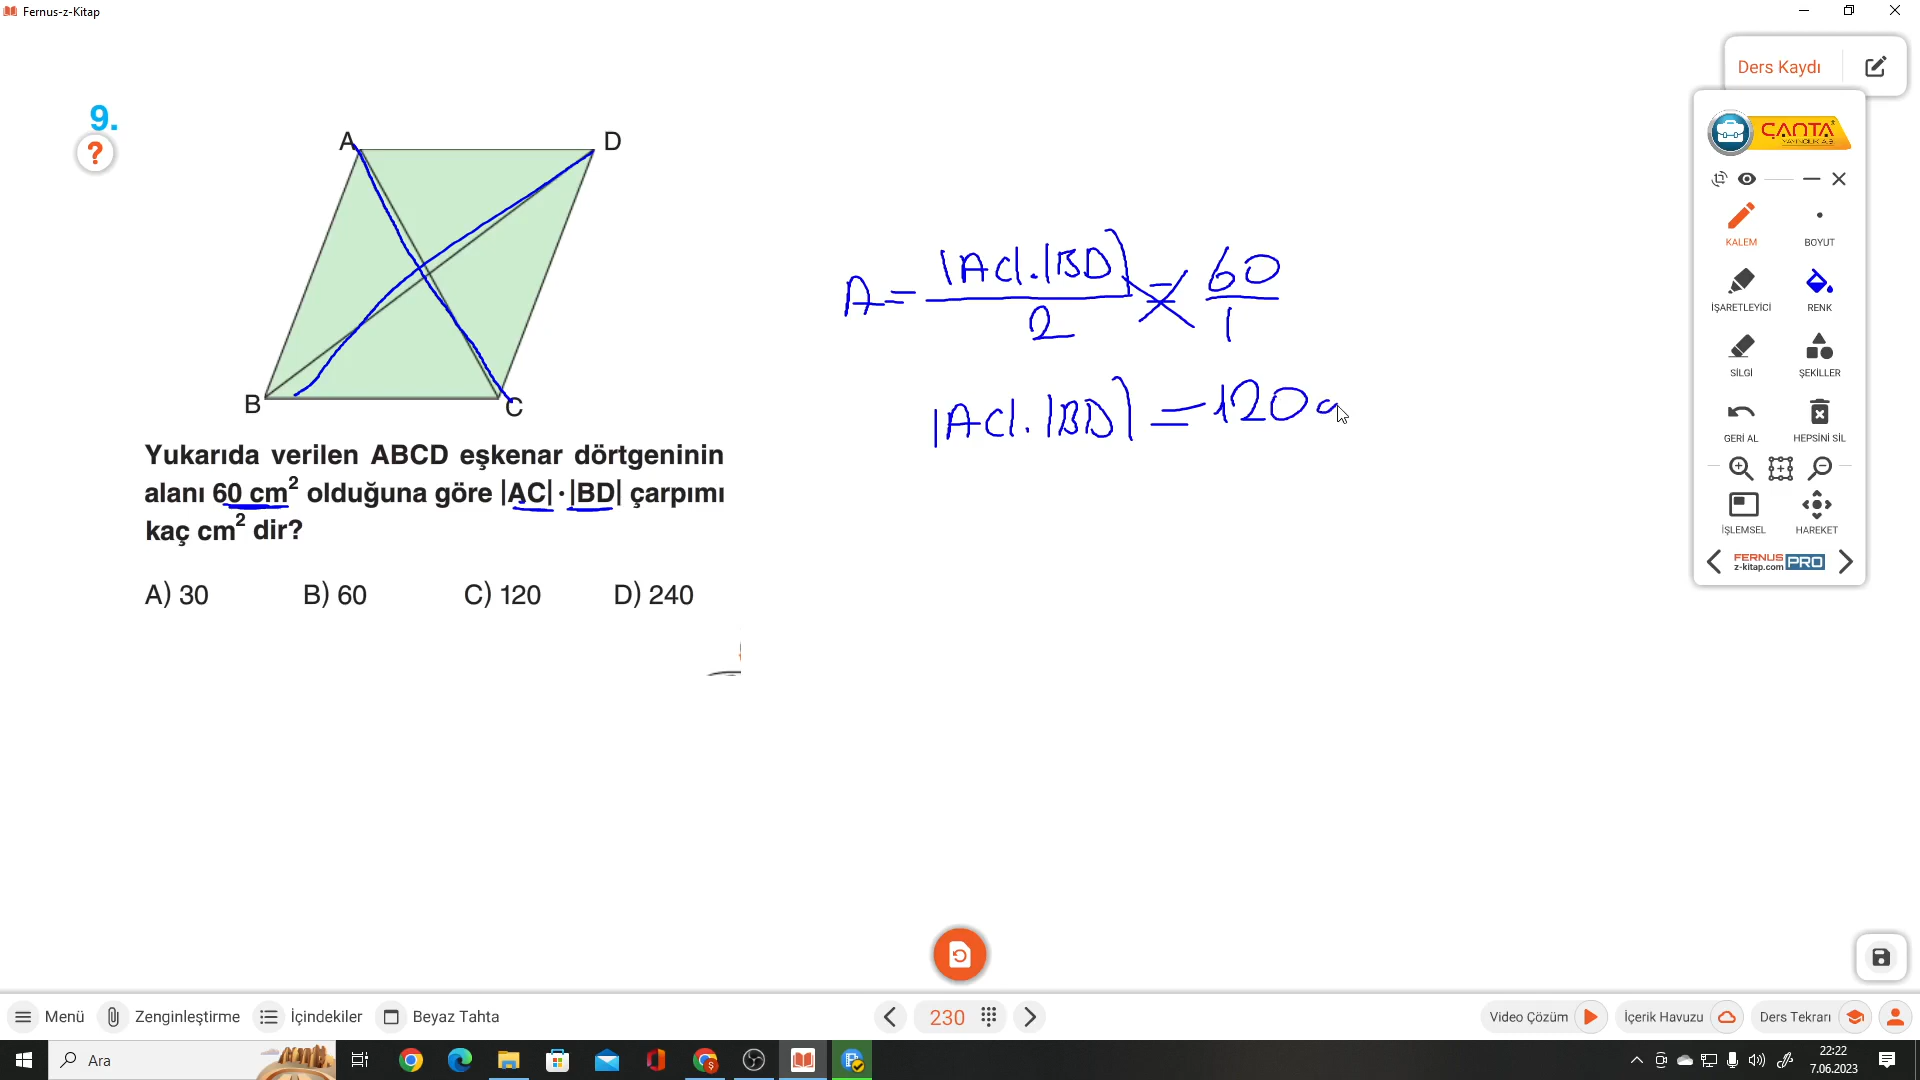 Fernus-z-Kitap
Ders Kaydı
9.
?
A
D
B
C
Yukarıda verilen ABCD eşkenar dörtgeninin
alanı 60 cm² olduğuna göre |AC| · |BD| çarpımı
kaç cm² dir?
A) 30 B) 60 C) 120 D) 240
A = |AC|.|BD| / 2 = 60 / 1
|AC|.|BD| = 120
ÇANTA
YAYINCILIK A.Ş.
KALEM BOYUT
İŞARETLEYİCİ RENK
SİLGİ ŞEKİLLER
GERİ AL HEPSİNİ SİL
İŞLEMSEL HAREKET
FERNUS
z-kitap.com PRO
Menü Zenginleştirme İçindekiler Beyaz Tahta 230 Video Çözüm İçerik Havuzu Ders Tekrarı
Ara
22:22
7.06.2023